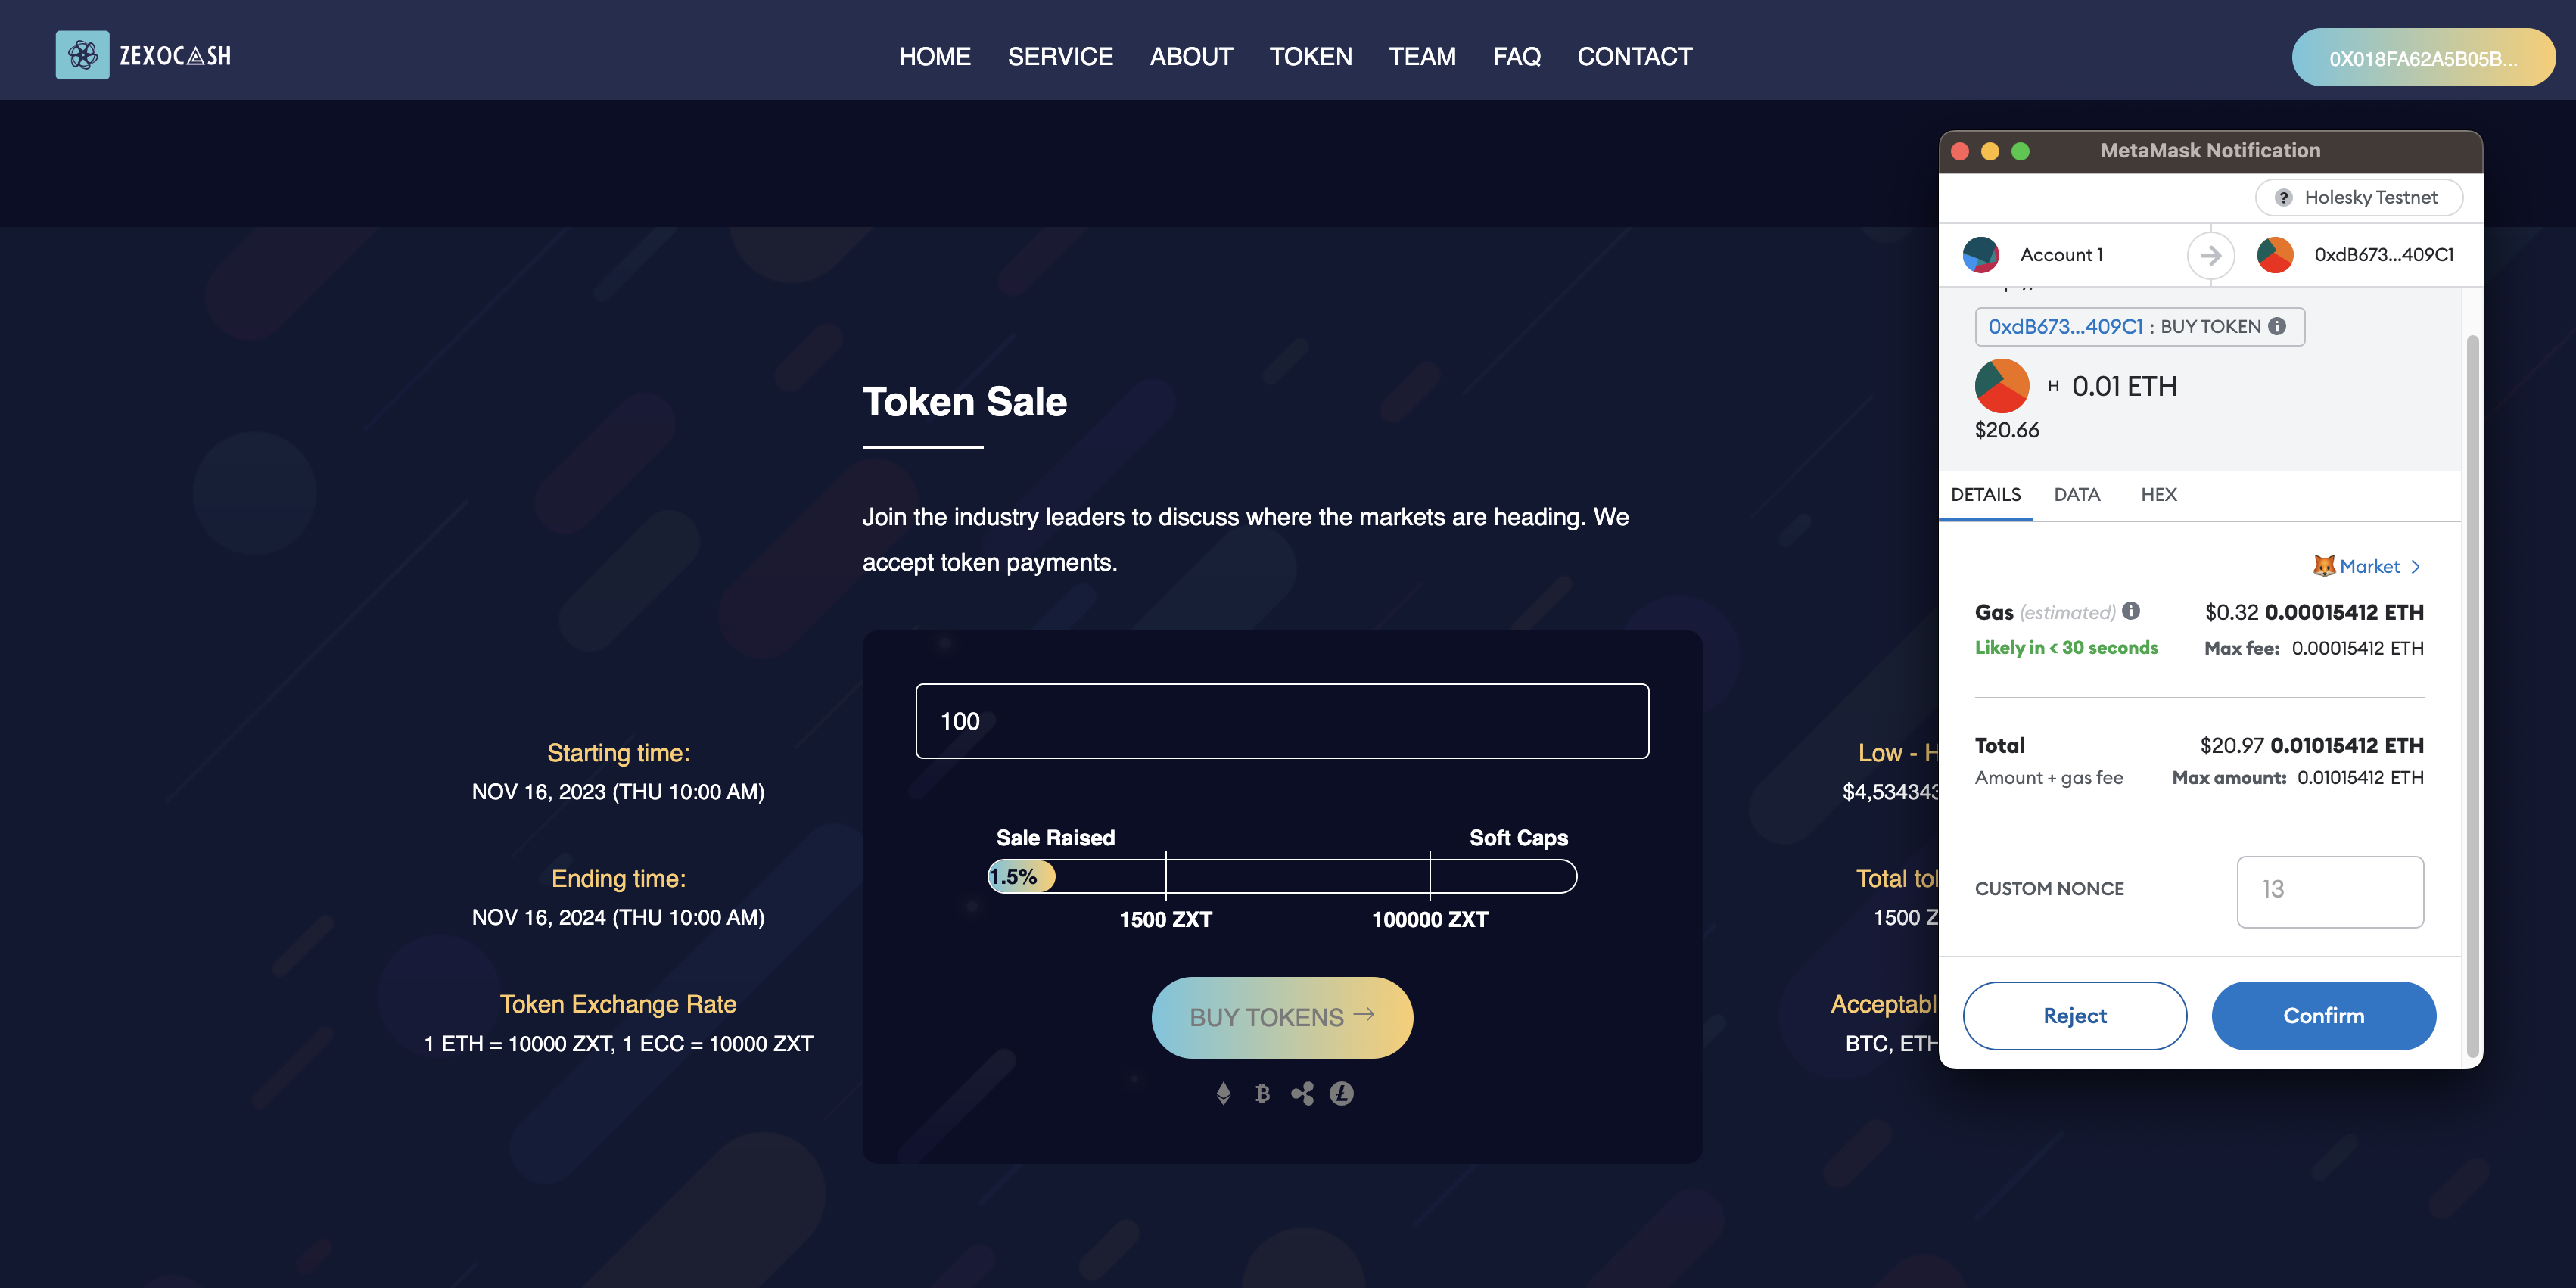 ZEXOCASH
HOME SERVICE ABOUT TOKEN TEAM FAQ CONTACT
0X018FA62A5B05B...
Token Sale
Join the industry leaders to discuss where the markets are heading. We
accept token payments.
Starting time:
NOV 16, 2023 (THU 10:00 AM)
Ending time:
NOV 16, 2024 (THU 10:00 AM)
Token Exchange Rate
1 ETH = 10000 ZXT, 1 ECC = 10000 ZXT
100
Sale Raised Soft Caps
1.5%
1500 ZXT 100000 ZXT
BUY TOKENS →
Low - H
$4,534343
Total tol
1500 Z
Acceptabl
BTC, ETH
MetaMask Notification
? Holesky Testnet
Account 1 0xdB673...409C1
0xdB673...409C1 : BUY TOKEN
H 0.01 ETH
$20.66
DETAILS DATA HEX
Market >
Gas (estimated) $0.32 0.00015412 ETH
Likely in < 30 seconds Max fee: 0.00015412 ETH
Total $20.97 0.01015412 ETH
Amount + gas fee Max amount: 0.01015412 ETH
CUSTOM NONCE 13
Reject Confirm